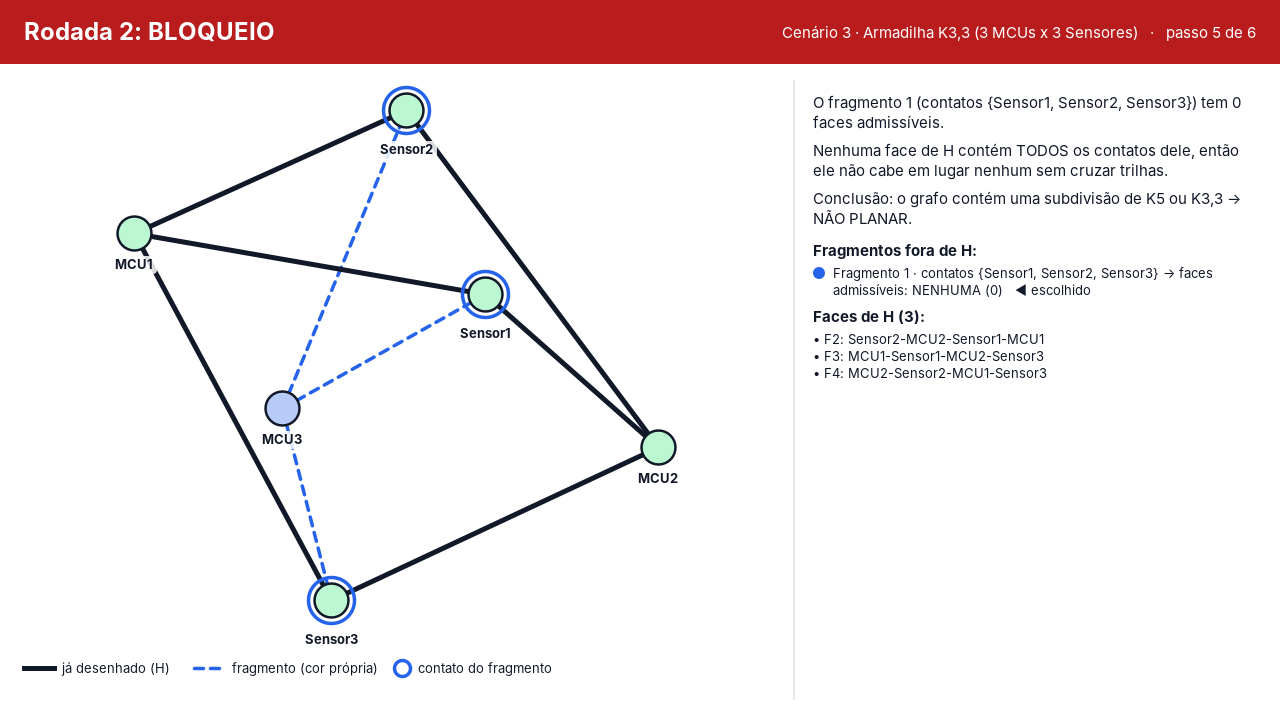 Rodada 2: BLOQUEIO
Cenário 3 · Armadilha K3,3 (3 MCUs x 3 Sensores) · passo 5 de 6
Sensor2
MCU1
Sensor1
MCU3
MCU2
Sensor3
já desenhado (H)
fragmento (cor própria)
contato do fragmento
O fragmento 1 (contatos {Sensor1, Sensor2, Sensor3}) tem 0
faces admissíveis.
Nenhuma face de H contém TODOS os contatos dele, então
ele não cabe em lugar nenhum sem cruzar trilhas.
Conclusão: o grafo contém uma subdivisão de K5 ou K3,3 →
NÃO PLANAR.
Fragmentos fora de H:
Fragmento 1 · contatos {Sensor1, Sensor2, Sensor3} → faces
admissíveis: NENHUMA (0) ◄ escolhido
Faces de H (3):
• F2: Sensor2-MCU2-Sensor1-MCU1
• F3: MCU1-Sensor1-MCU2-Sensor3
• F4: MCU2-Sensor2-MCU1-Sensor3